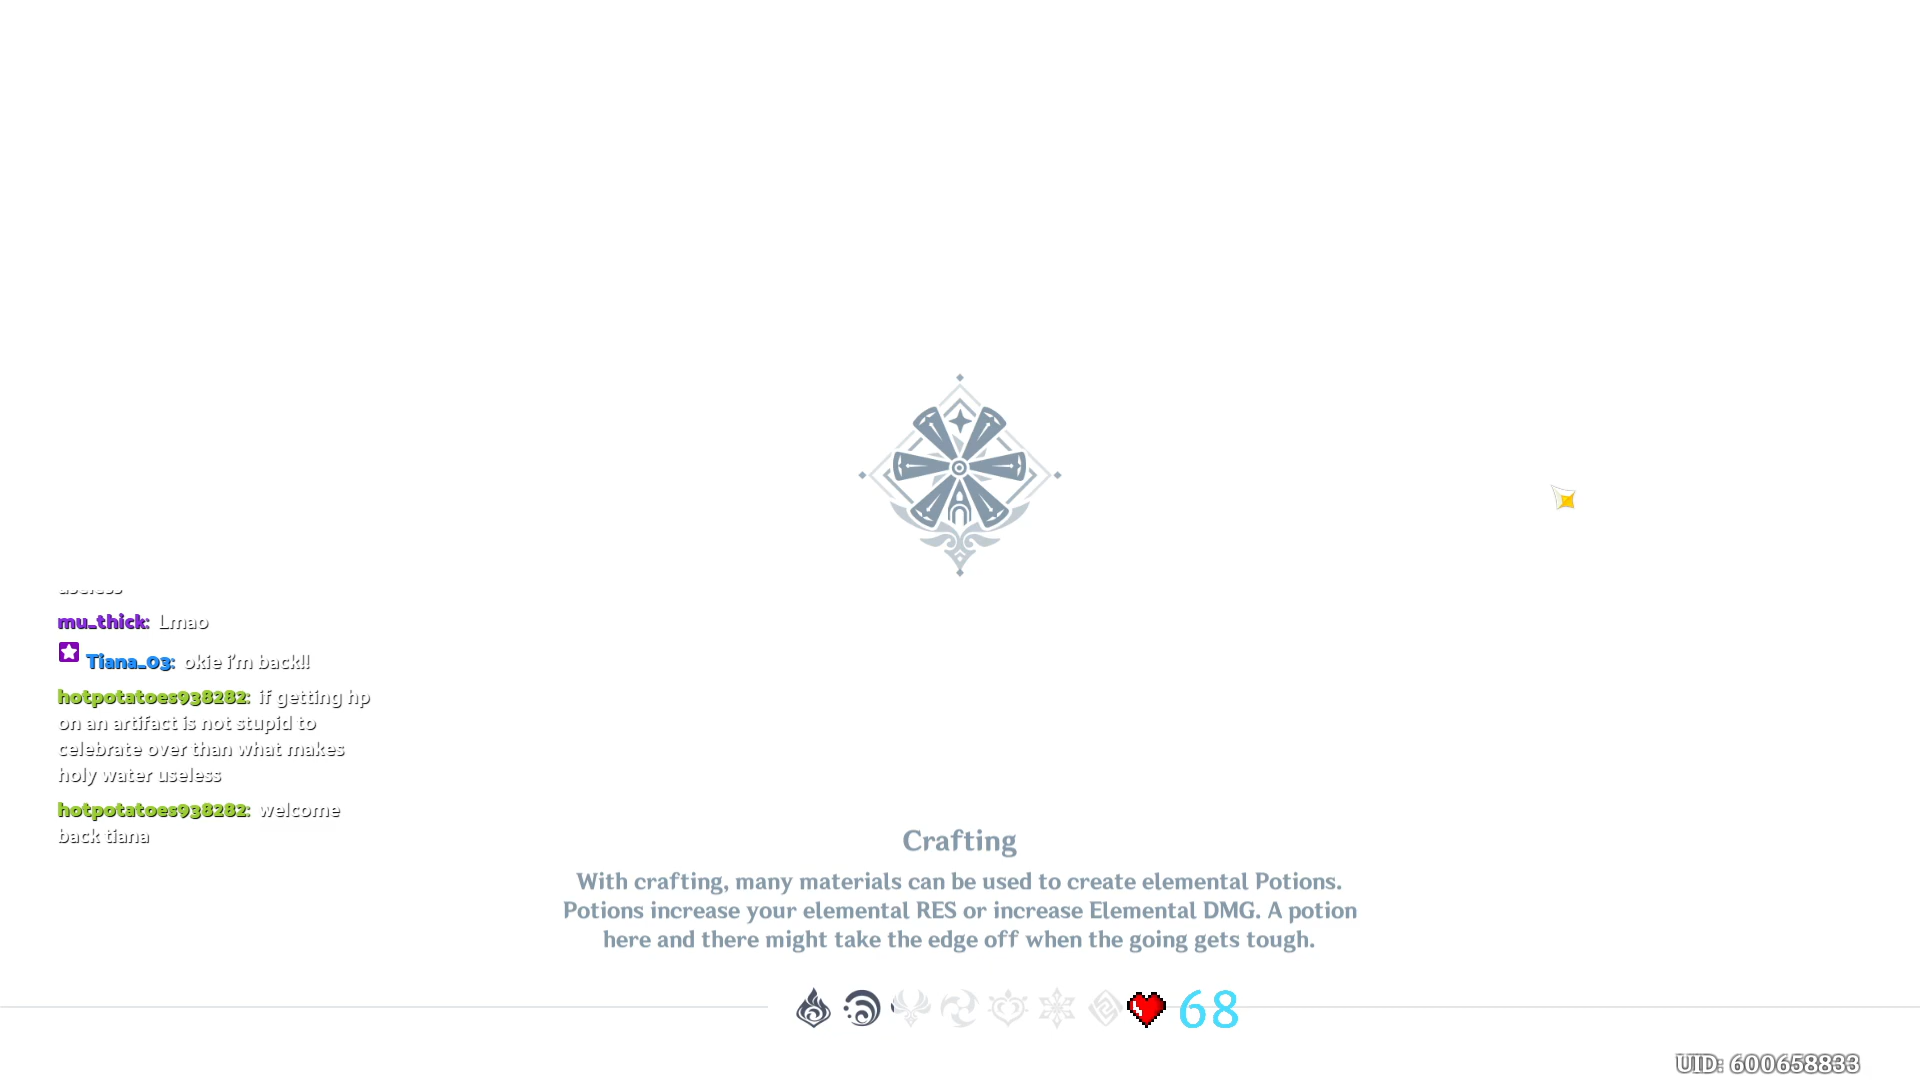 useless
mu_thick: Lmao
Tiana_03: okie i'm back!!
hotpotatoes938282: if getting hp
on an artifact is not stupid to
celebrate over than what makes
holy water useless
hotpotatoes938282: welcome
back tiana
Crafting
With crafting, many materials can be used to create elemental Potions.
Potions increase your elemental RES or increase Elemental DMG. A potion
here and there might take the edge off when the going gets tough.
68
UID: 600658833